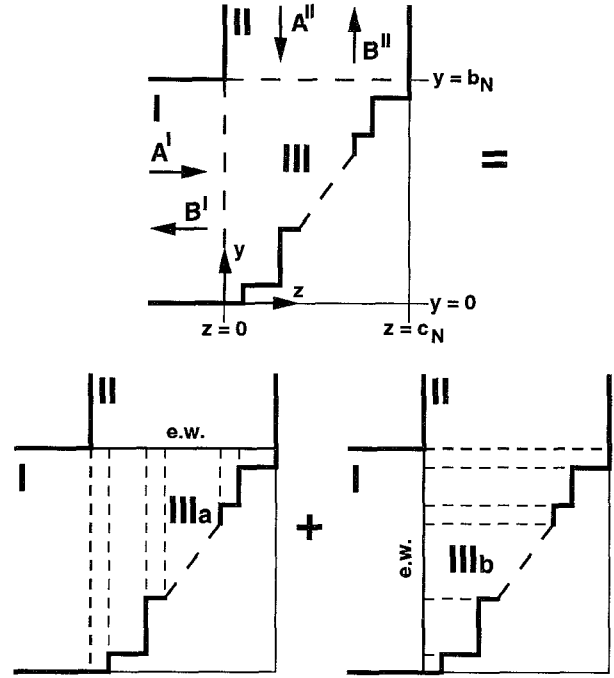 II
A^II
B^II
y = b_N
I
A^I
III
=
B^I
y
z
y = 0
z = 0
z = c_N
II
e.w.
I
IIIa
+
II
I
e.w.
IIIb